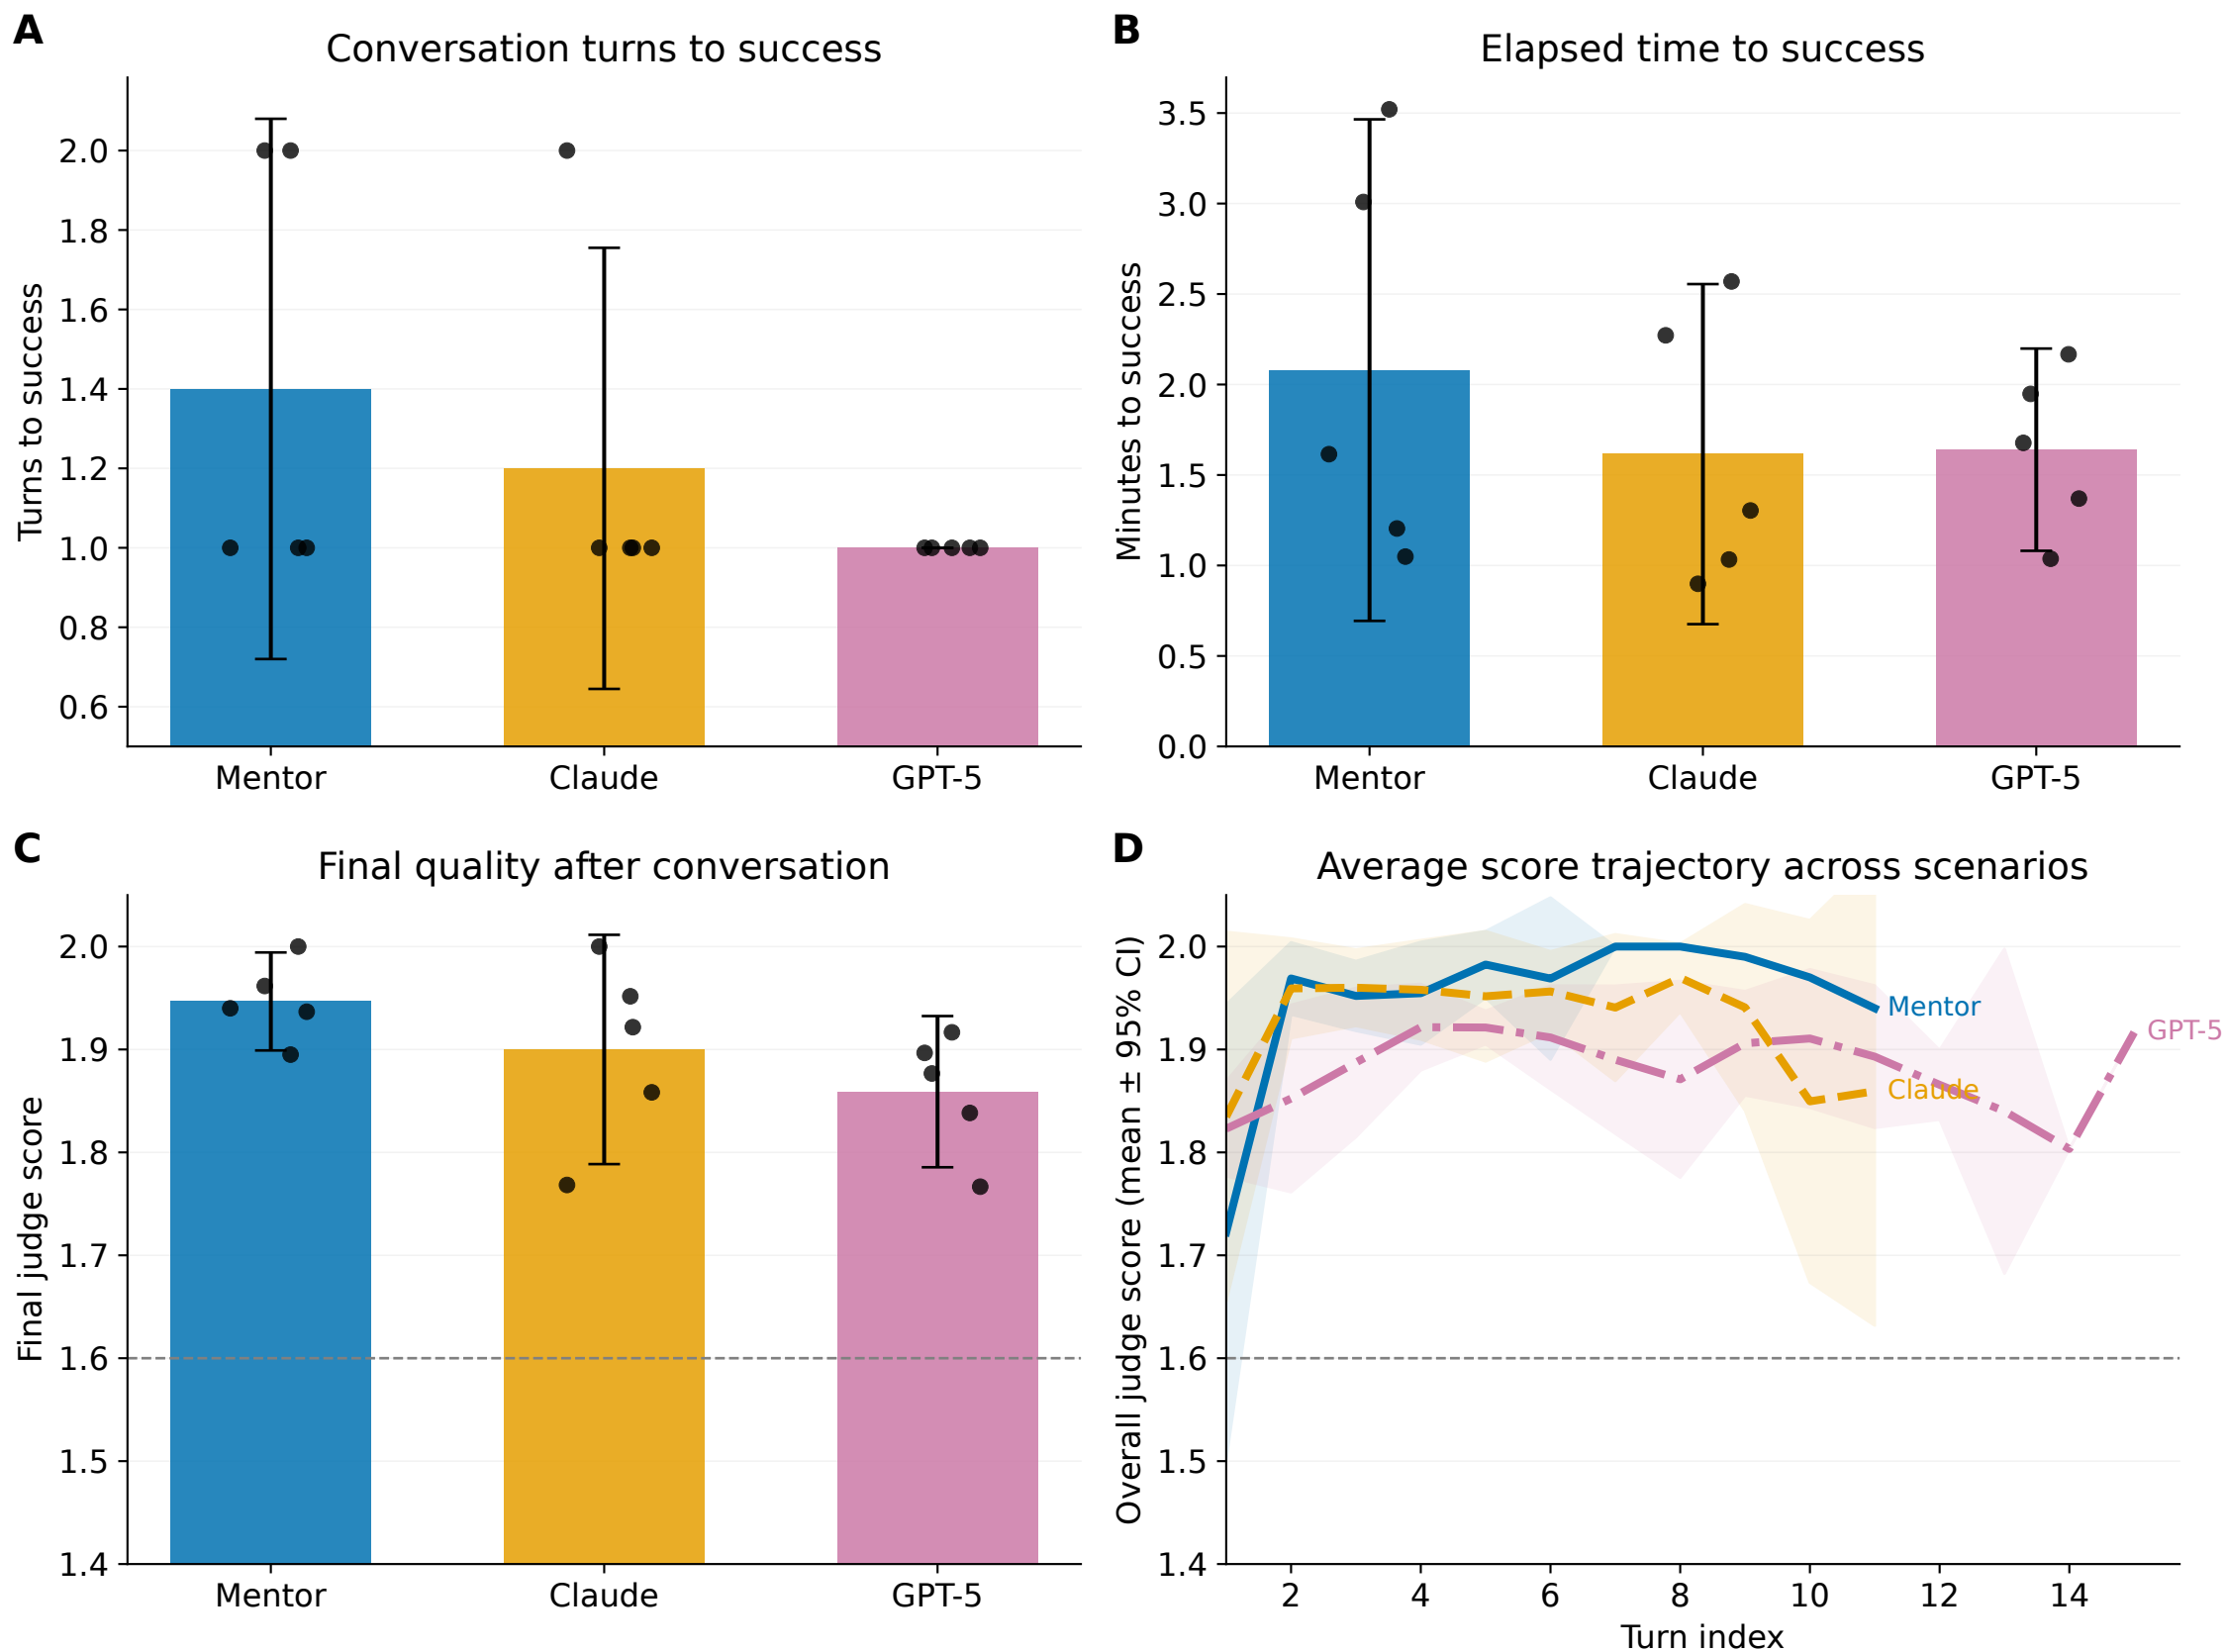 A
Conversation turns to success
Turns to success
2.0
1.8
1.6
1.4
1.2
1.0
0.8
0.6
Mentor
Claude
GPT-5
B
Elapsed time to success
Minutes to success
3.5
3.0
2.5
2.0
1.5
1.0
0.5
0.0
Mentor
Claude
GPT-5
C
Final quality after conversation
Final judge score
2.0
1.9
1.8
1.7
1.6
1.5
1.4
Mentor
Claude
GPT-5
D
Average score trajectory across scenarios
Overall judge score (mean ± 95% CI)
2.0
1.9
1.8
1.7
1.6
1.5
1.4
Mentor
GPT-5
Claude
2
4
6
8
10
12
14
Turn index